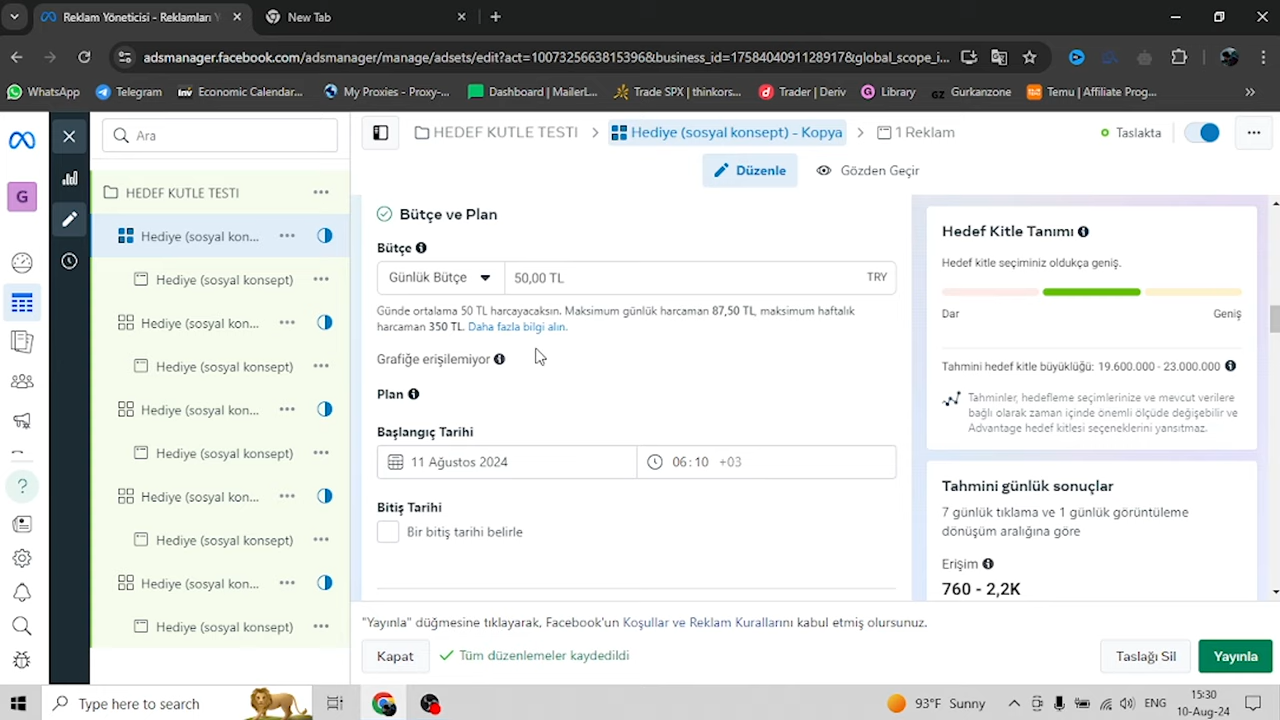 Reklam Yöneticisi - Reklamları Y
New Tab
adsmanager.facebook.com/adsmanager/manage/adsets/edit?act=1007325663815396&business_id=1758404091128917&global_scope_i...
WhatsApp
Telegram
Economic Calendar...
My Proxies - Proxy-...
Dashboard | MailerL...
Trade SPX | thinkors...
Trader | Deriv
Library
GZ
Gurkanzone
Temu | Affiliate Prog...
Ara
HEDEF KUTLE TESTI
Hediye (sosyal konsept) - Kopya
1 Reklam
Taslakta
Düzenle
Gözden Geçir
G
HEDEF KUTLE TESTI
Hediye (sosyal kon...
Hediye (sosyal konsept)
Hediye (sosyal kon...
Hediye (sosyal konsept)
Hediye (sosyal kon...
Hediye (sosyal konsept)
Hediye (sosyal kon...
Hediye (sosyal konsept)
Hediye (sosyal kon...
Hediye (sosyal konsept)
Bütçe ve Plan
Bütçe
Günlük Bütçe
50,00 TL
TRY
Günde ortalama 50 TL harcayacaksın. Maksimum günlük harcaman 87,50 TL, maksimum haftalık
harcaman 350 TL. Daha fazla bilgi alın.
Grafiğe erişilemiyor
Plan
Başlangıç Tarihi
11 Ağustos 2024
06:10 +03
Bitiş Tarihi
Bir bitiş tarihi belirle
Hedef Kitle Tanımı
Hedef kitle seçiminiz oldukça geniş.
Dar
Geniş
Tahmini hedef kitle büyüklüğü: 19.600.000 - 23.000.000
Tahminler, hedefleme seçimlerinize ve mevcut verilere
bağlı olarak zaman içinde önemli ölçüde değişebilir ve
Advantage hedef kitlesi seçeneklerini yansıtmaz.
Tahmini günlük sonuçlar
7 günlük tıklama ve 1 günlük görüntüleme
dönüşüm aralığına göre
Erişim
760 - 2,2K
"Yayınla" düğmesine tıklayarak, Facebook'un Koşullar ve Reklam Kurallarını kabul etmiş olursunuz.
Kapat
Tüm düzenlemeler kaydedildi
Taslağı Sil
Yayınla
Type here to search
93°F Sunny
ENG
15:30
10-Aug-24